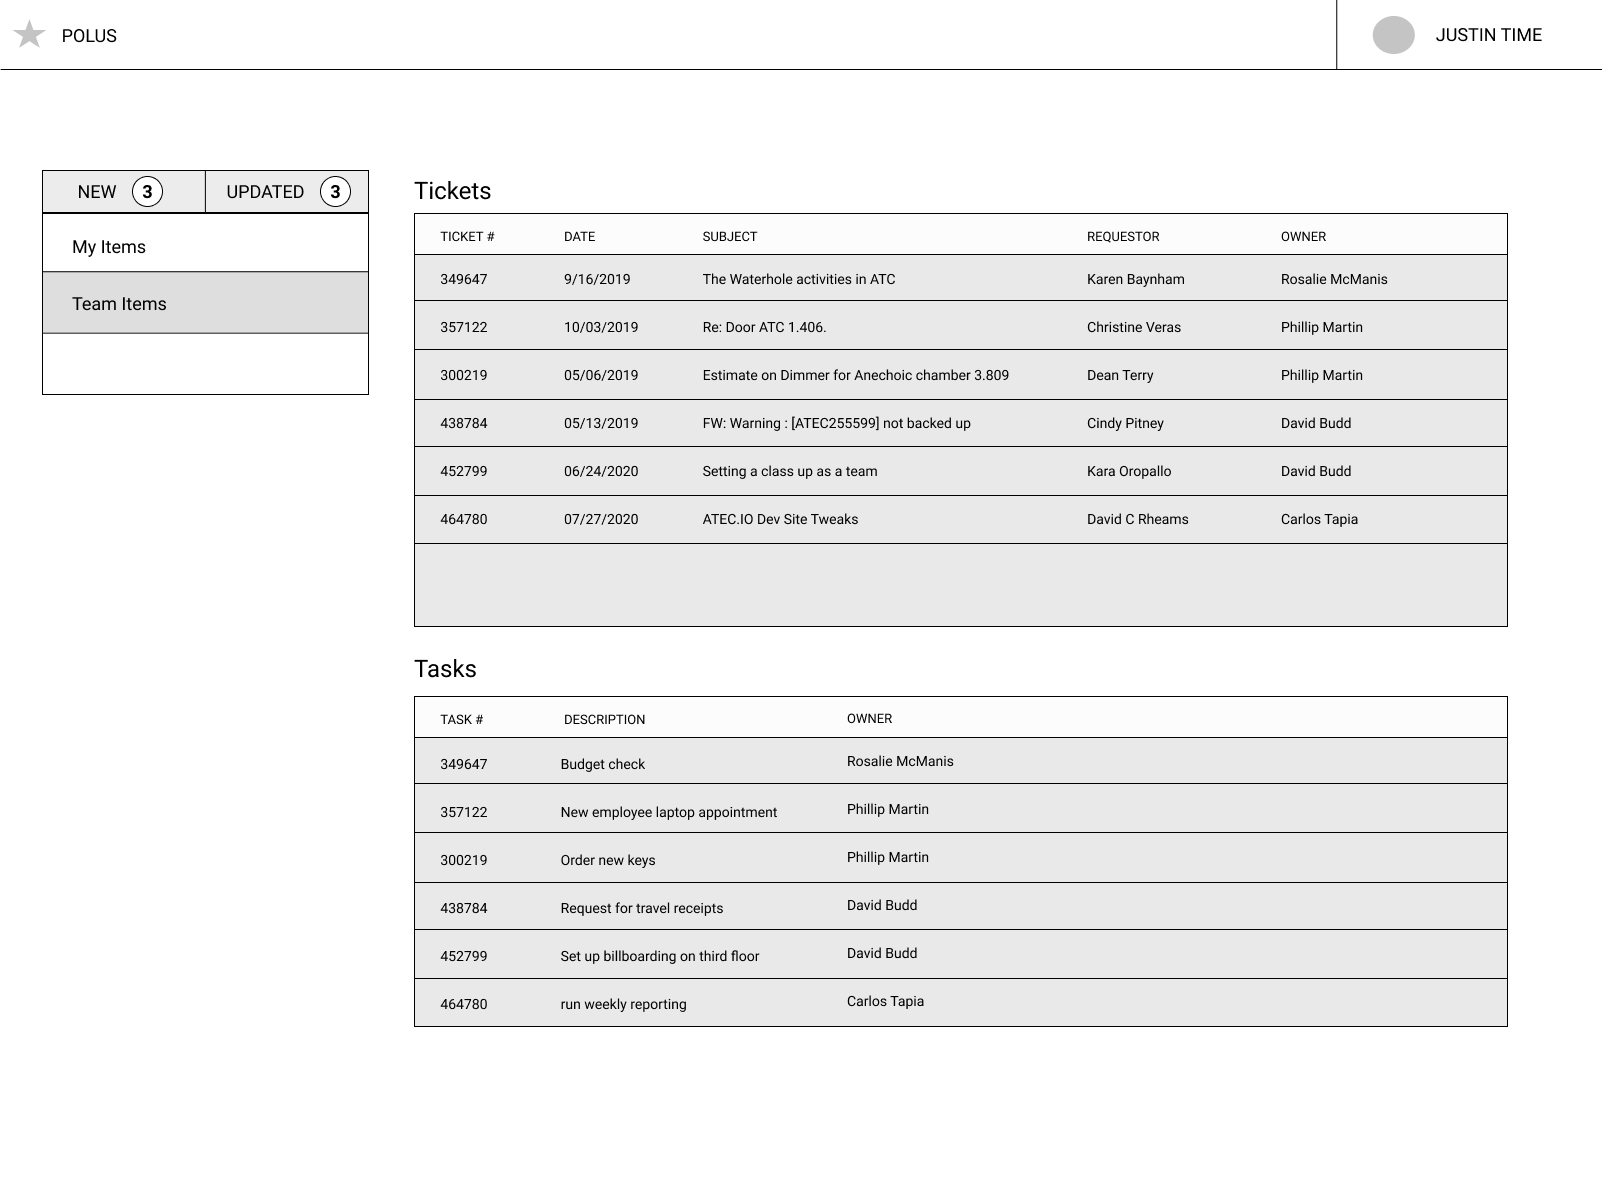 POLUS
JUSTIN TIME
NEW 3 UPDATED 3
My Items
Team Items
Tickets
TICKET # DATE SUBJECT REQUESTOR OWNER
349647 9/16/2019 The Waterhole activities in ATC Karen Baynham Rosalie McManis
357122 10/03/2019 Re: Door ATC 1.406. Christine Veras Phillip Martin
300219 05/06/2019 Estimate on Dimmer for Anechoic chamber 3.809 Dean Terry Phillip Martin
438784 05/13/2019 FW: Warning : [ATEC255599] not backed up Cindy Pitney David Budd
452799 06/24/2020 Setting a class up as a team Kara Oropallo David Budd
464780 07/27/2020 ATEC.IO Dev Site Tweaks David C Rheams Carlos Tapia
Tasks
TASK # DESCRIPTION OWNER
349647 Budget check Rosalie McManis
357122 New employee laptop appointment Phillip Martin
300219 Order new keys Phillip Martin
438784 Request for travel receipts David Budd
452799 Set up billboarding on third floor David Budd
464780 run weekly reporting Carlos Tapia